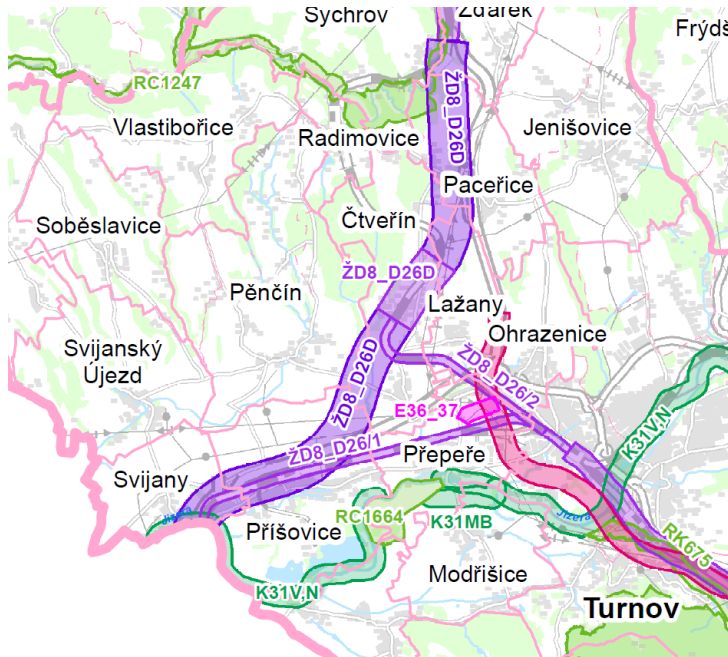 Sychrov
Žďárek
RC1247
Vlastibořice
Radimovice
ŽD8_D26D
Jenišovice
Paceřice
Soběslavice
Čtveřín
ŽD8_D26D
Pěnčín
Lažany
Ohrazenice
Svijanský
Újezd
ŽD8_D26D
ŽD8_D26/2
E36_37
K31V,N
ŽD8_D26/1
Přepeře
Svijany
Jizera
Příšovice
RC1664
K31MB
Jizera
RK675
K31V,N
Modřišice
Turnov